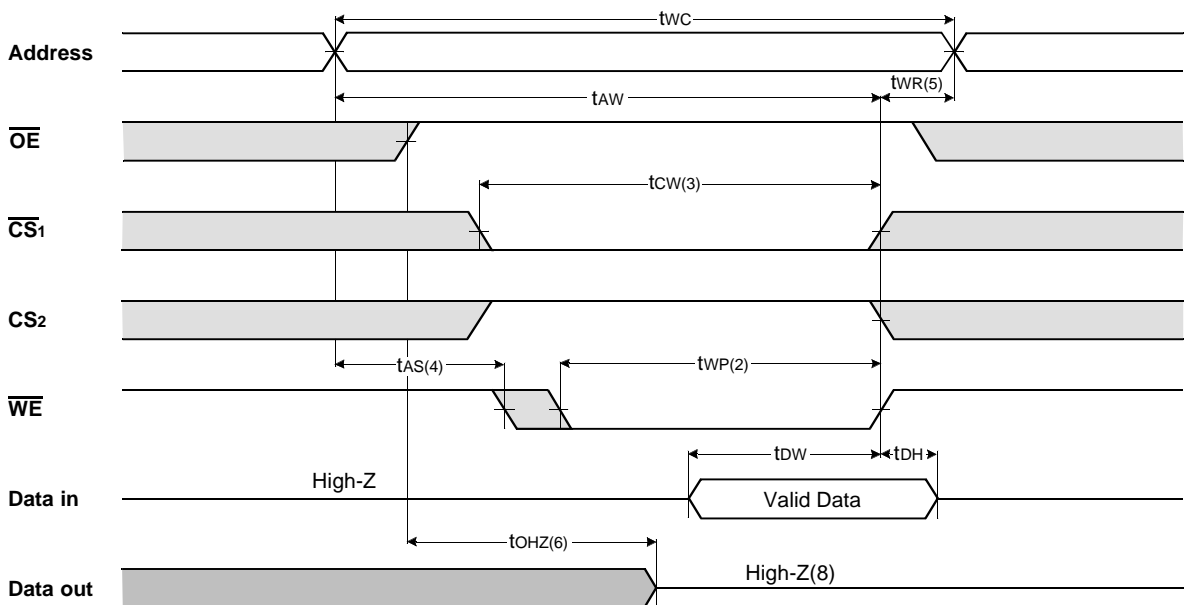 tWC
Address
tWR(5)
tAW
OE
tCW(3)
CS1
CS2
tAS(4)
tWP(2)
WE
tDW
tDH
High-Z
Data in
Valid Data
tOHZ(6)
High-Z(8)
Data out